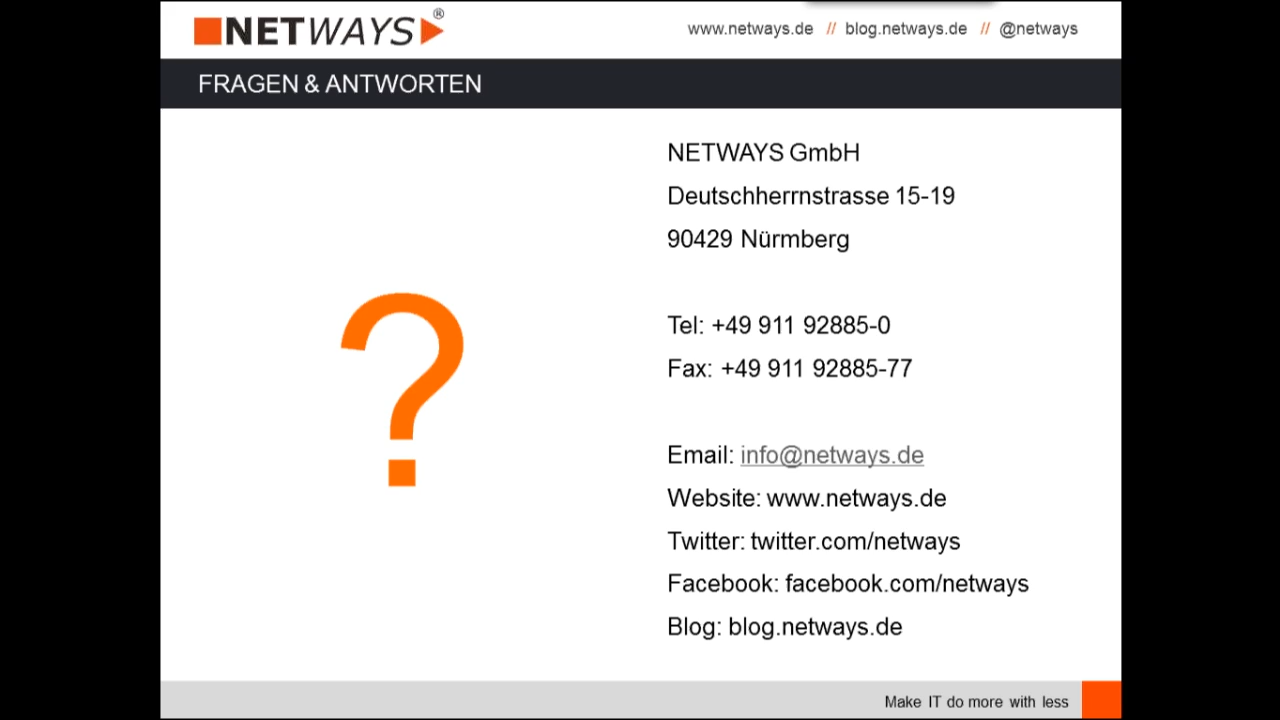 NETWAYS®
www.netways.de // blog.netways.de // @netways
FRAGEN & ANTWORTEN
NETWAYS GmbH
Deutschherrnstrasse 15-19
90429 Nürmberg
Tel: +49 911 92885-0
Fax: +49 911 92885-77
?
Email: info@netways.de
Website: www.netways.de
Twitter: twitter.com/netways
Facebook: facebook.com/netways
Blog: blog.netways.de
Make IT do more with less